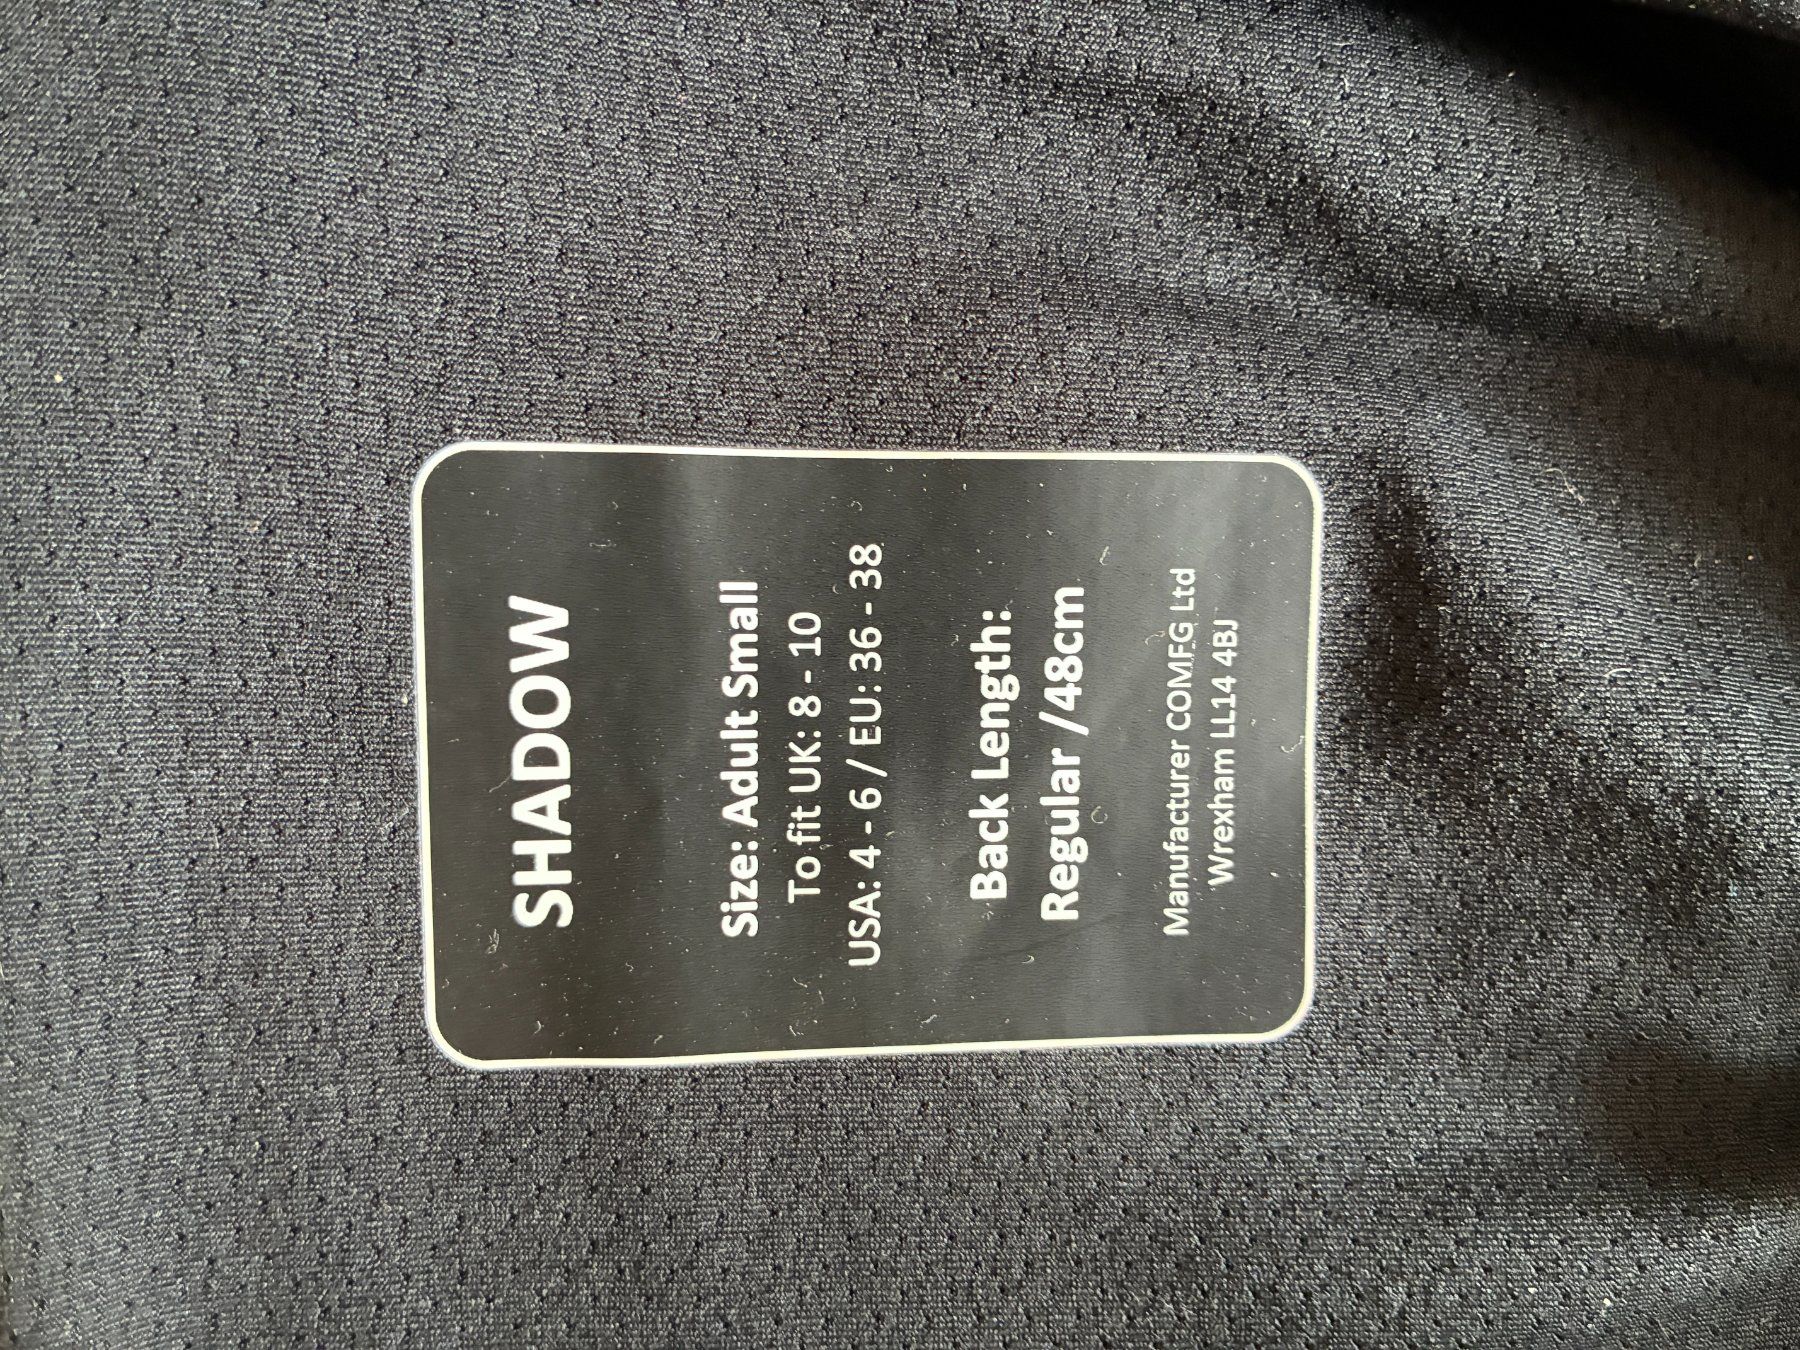 SHADOW
Size: Adult Small
To fit UK: 8 - 10
USA: 4 - 6 / EU: 36 - 38
Back Length:
Regular /48cm
Manufacturer COMFG Ltd
Wrexham LL14 4BJ